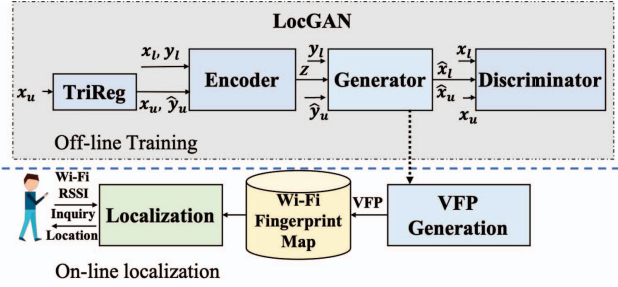 LocGAN
x_l, y_l
y_l
x_l
x_u
TriReg
Encoder
z
Generator
x̂_l
Discriminator
x_u, ŷ_u
ŷ_u
x̂_u
x_u
Off-line Training
Wi-Fi
RSSI
Inquiry
Location
Localization
Wi-Fi
Fingerprint
Map
VFP
VFP
Generation
On-line localization